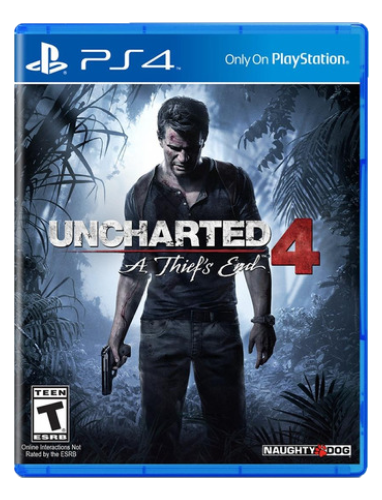 PS4
Only On PlayStation®
UNCHARTED 4
A Thief's End
TEEN
T
ESRB
Online Interactions Not
Rated by the ESRB
NAUGHTY DOG